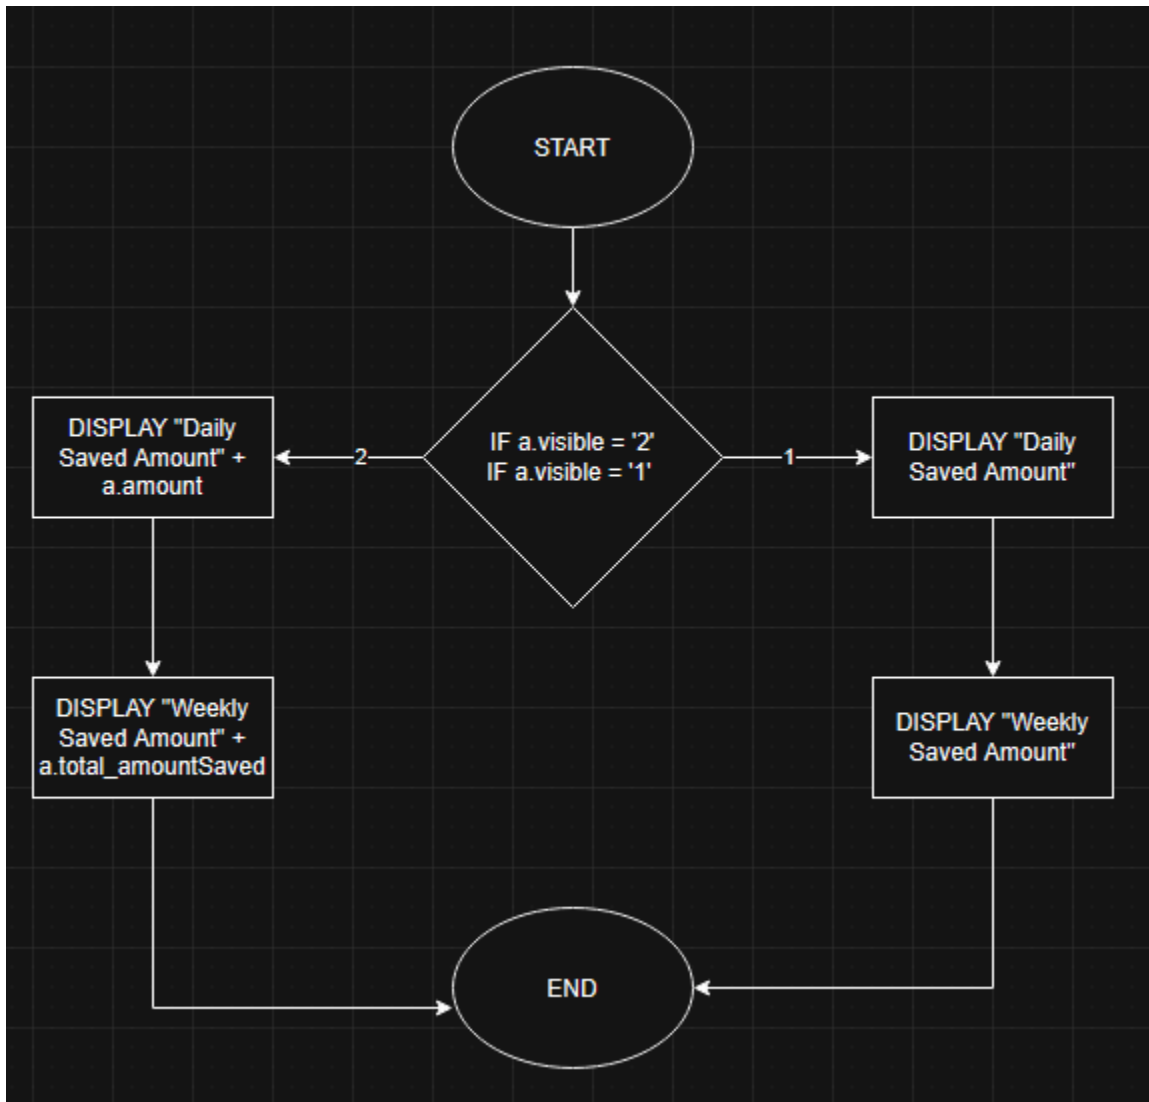 START
IF a.visible = '2'
IF a.visible = '1'
2
1
DISPLAY "Daily
Saved Amount" +
a.amount
DISPLAY "Daily
Saved Amount"
DISPLAY "Weekly
Saved Amount" +
a.total_amountSaved
DISPLAY "Weekly
Saved Amount"
END